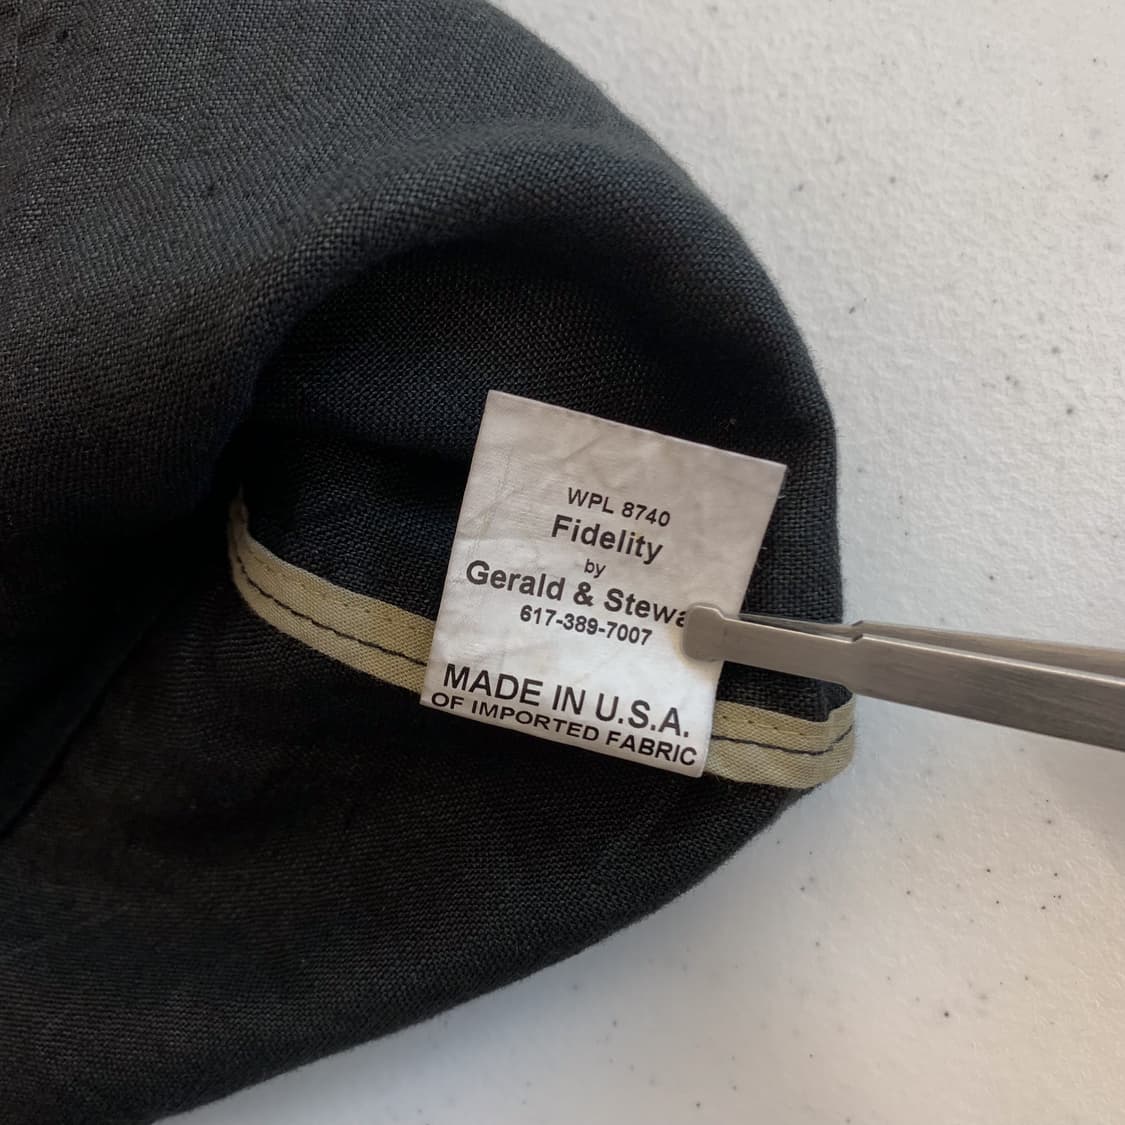 WPL 8740
Fidelity
by
Gerald & Stewa
617-389-7007
MADE IN U.S.A.
OF IMPORTED FABRIC